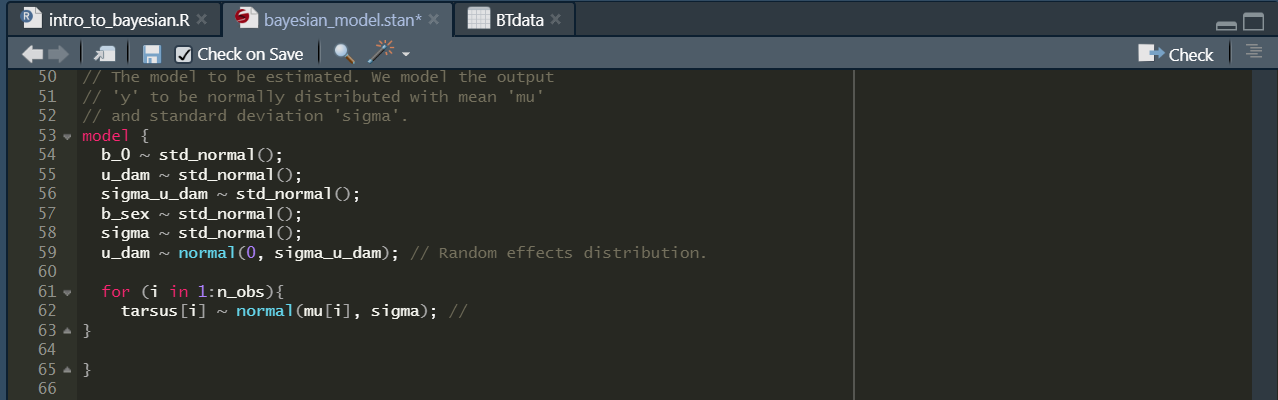 intro_to_bayesian.R
bayesian_model.stan*
BTdata
Check on Save
Check
50 // The model to be estimated. We model the output
51 // 'y' to be normally distributed with mean 'mu'
52 // and standard deviation 'sigma'.
53 model {
54 b_0 ~ std_normal();
55 u_dam ~ std_normal();
56 sigma_u_dam ~ std_normal();
57 b_sex ~ std_normal();
58 sigma ~ std_normal();
59 u_dam ~ normal(0, sigma_u_dam); // Random effects distribution.
60
61 for (i in 1:n_obs){
62 tarsus[i] ~ normal(mu[i], sigma); //
63 }
64
65 }
66